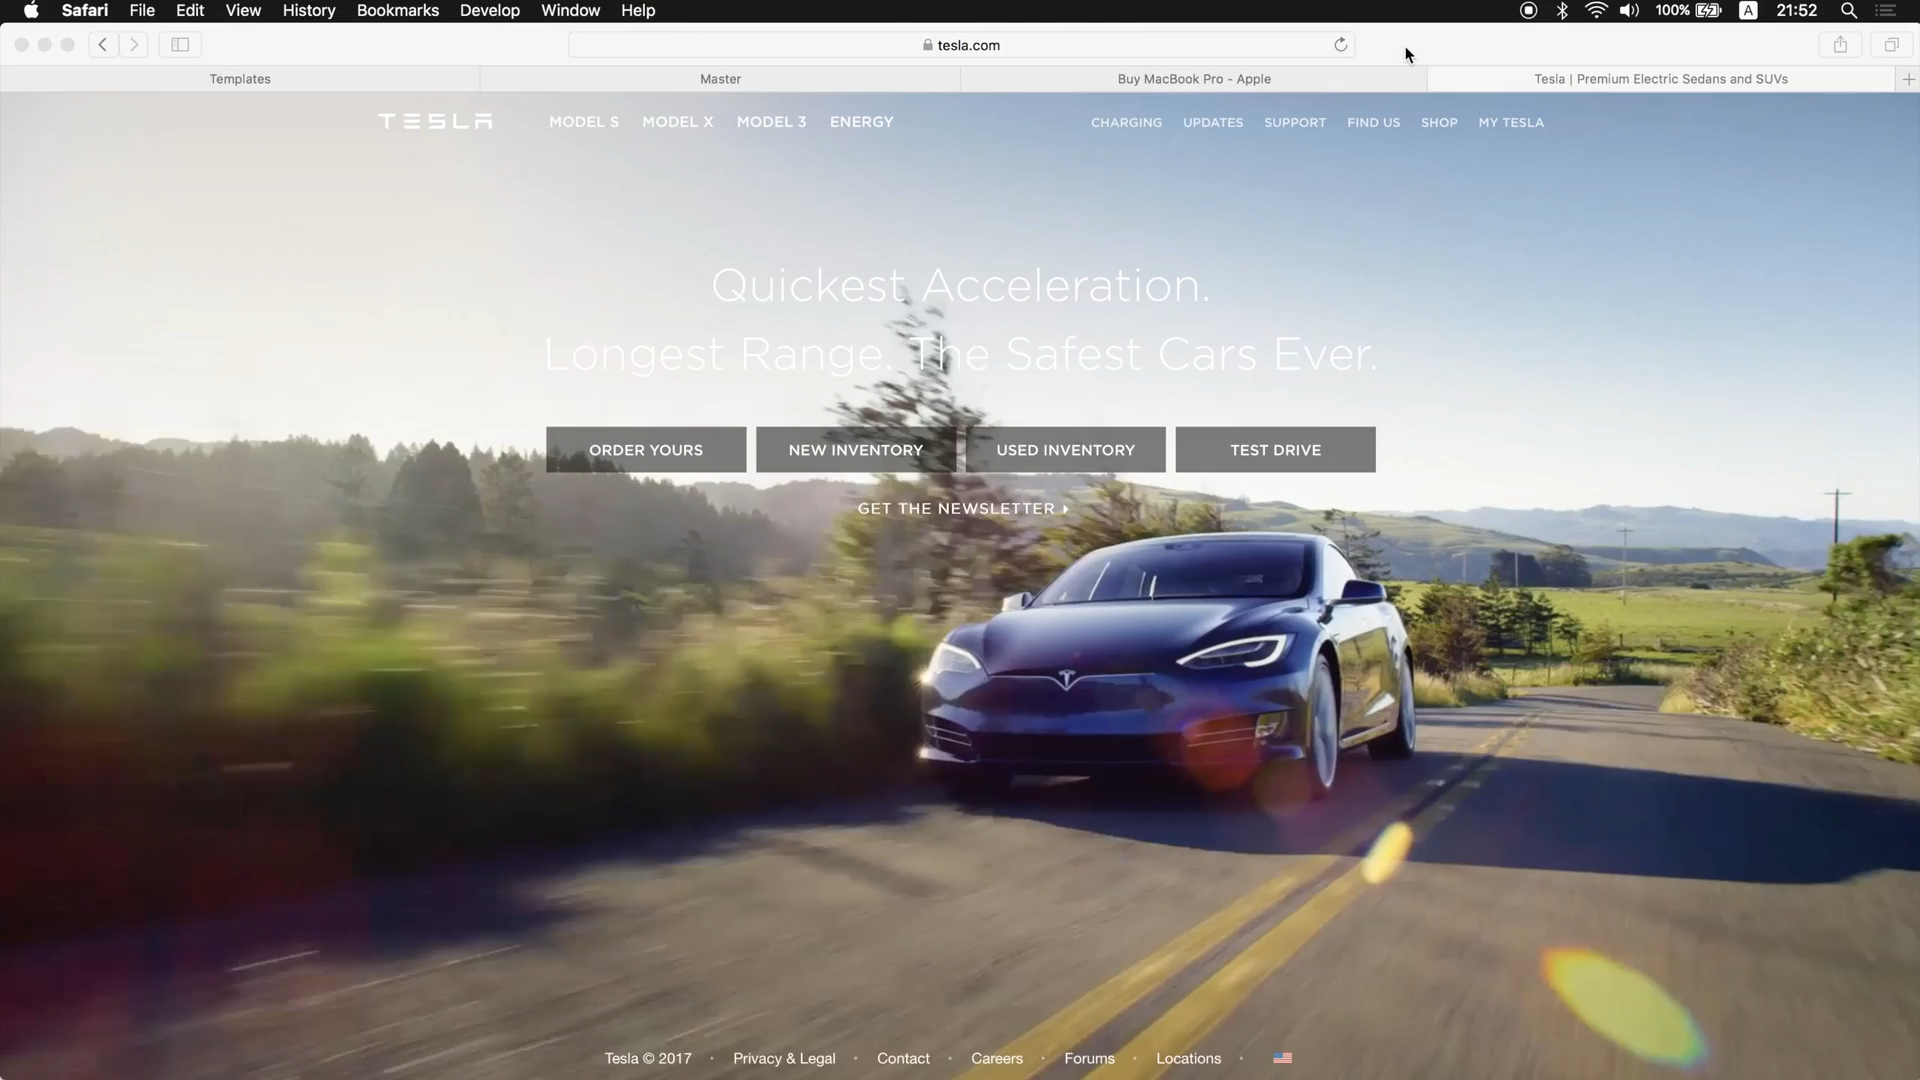 Safari File Edit View History Bookmarks Develop Window Help 100% A 21:52
tesla.com
Templates Master Buy MacBook Pro - Apple Tesla | Premium Electric Sedans and SUVs
TESLA MODEL S MODEL X MODEL 3 ENERGY CHARGING UPDATES SUPPORT FIND US SHOP MY TESLA
Quickest Acceleration.
Longest Range. The Safest Cars Ever.
ORDER YOURS NEW INVENTORY USED INVENTORY TEST DRIVE
GET THE NEWSLETTER
Tesla © 2017 Privacy & Legal Contact Careers Forums Locations